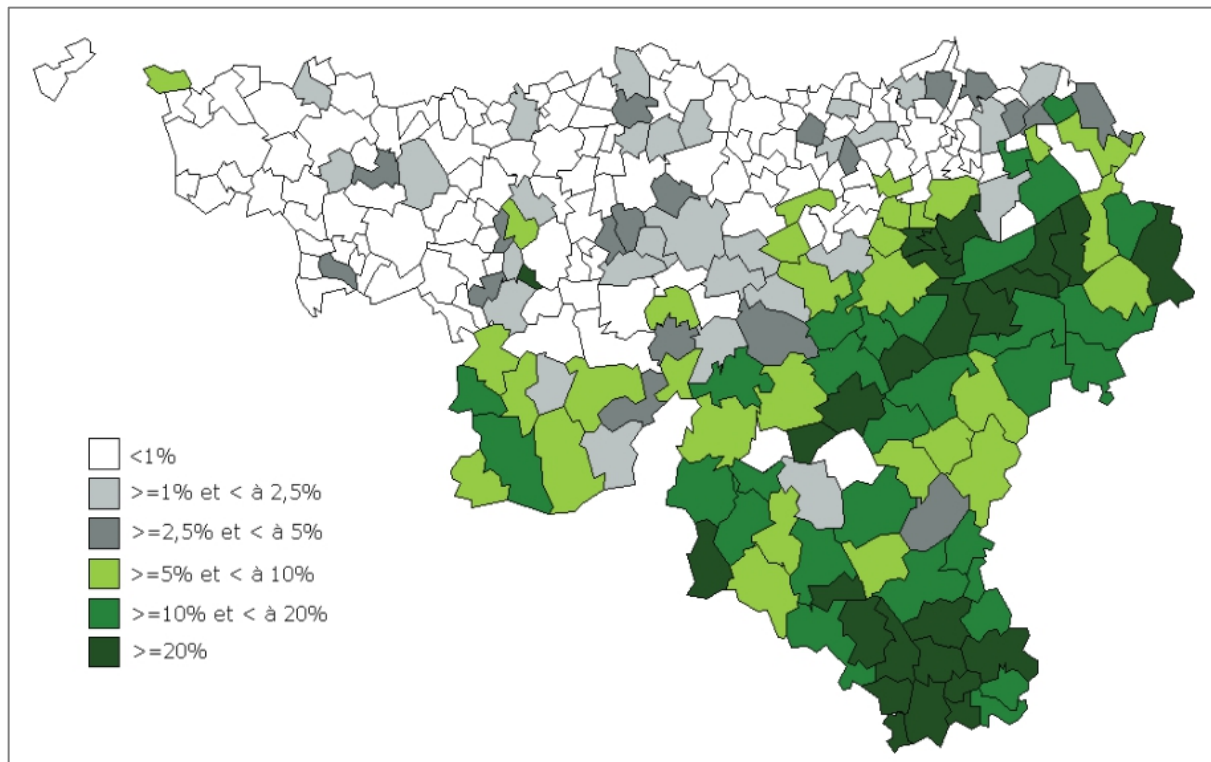 <1%
>=1% et < à 2,5%
>=2,5% et < à 5%
>=5% et < à 10%
>=10% et < à 20%
>=20%